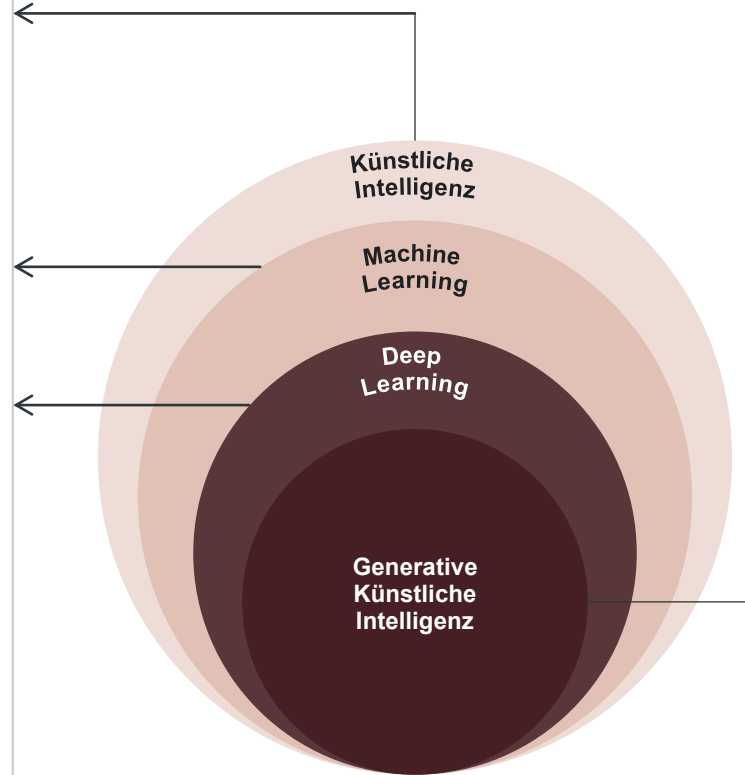 Künstliche
Intelligenz
Machine
Learning
Deep
Learning
Generative
Künstliche
Intelligenz